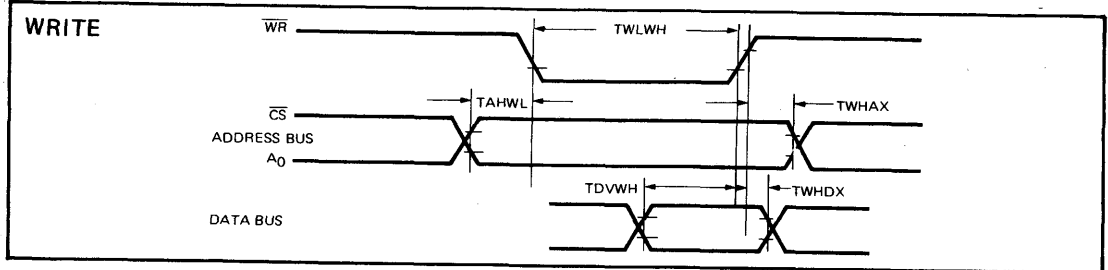 WRITE
WR
TWLWH
TAHWL
TWHAX
CS
ADDRESS BUS
A0
TDVWH
TWHDX
DATA BUS